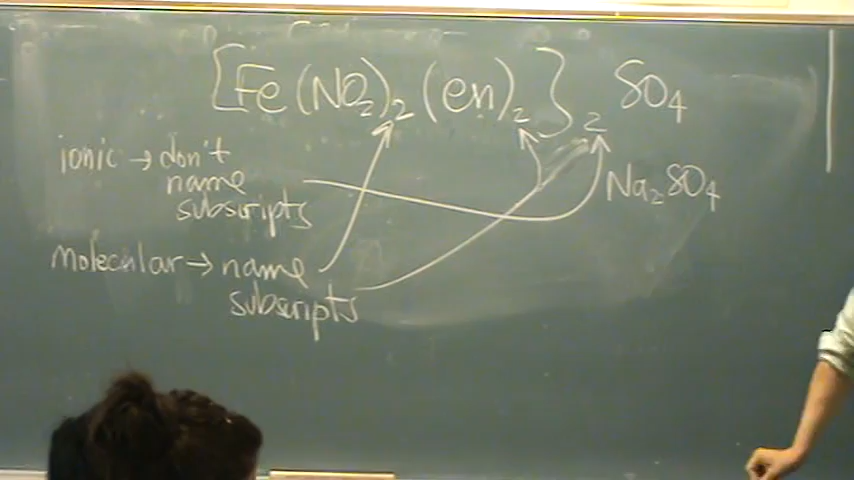 [Fe(NO₂)₂(en)₂]₂ SO₄
ionic → don't
name
subscripts
Na₂SO₄
molecular → name
subscripts